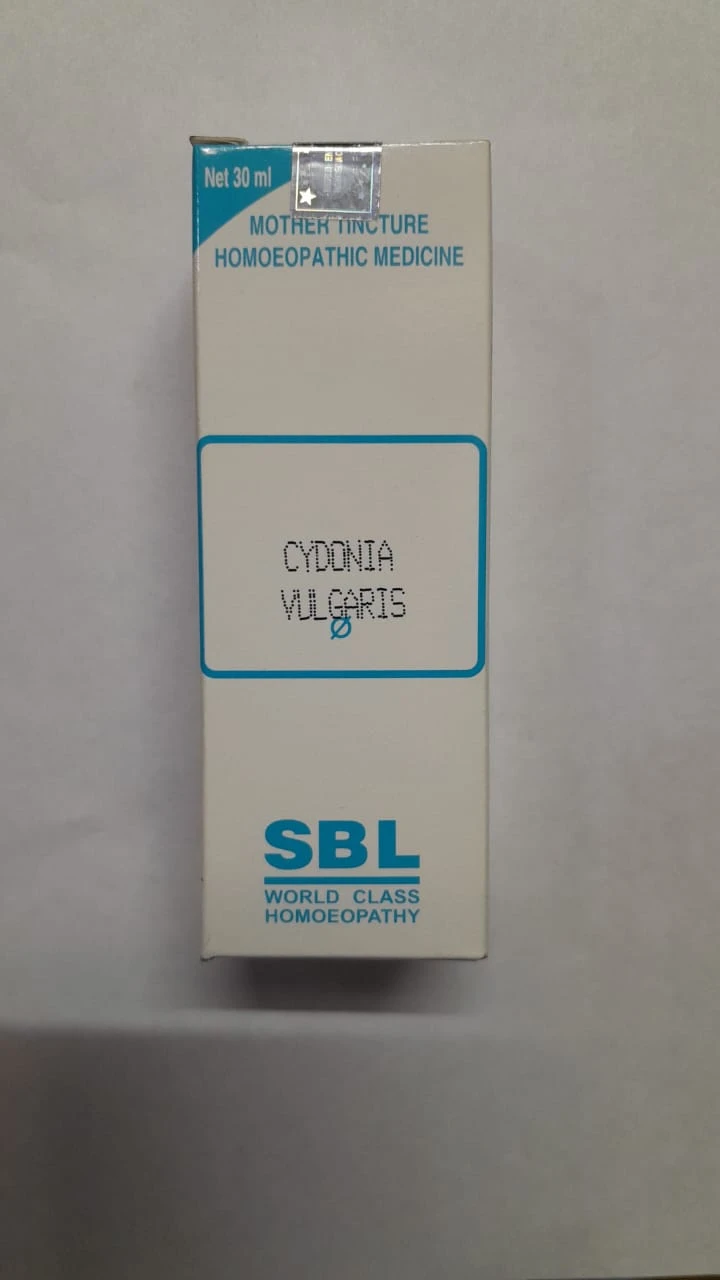 Net 30 ml
MOTHER TINCTURE
HOMOEOPATHIC MEDICINE
CYDONIA
VULGARIS
Ø
SBL
WORLD CLASS
HOMOEOPATHY